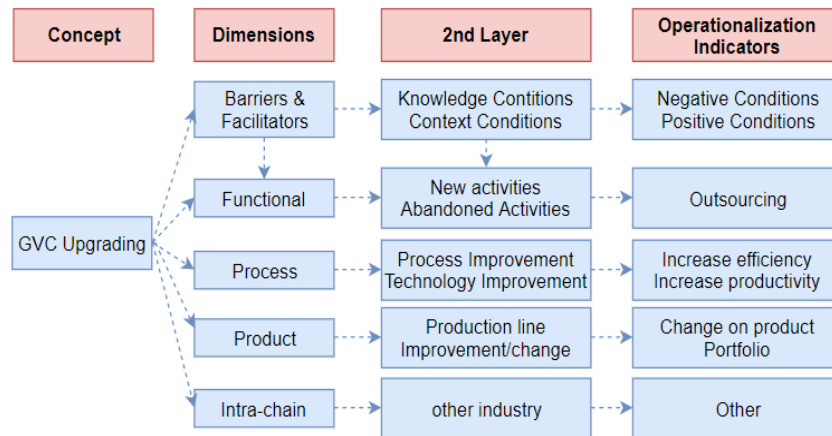 Concept
Dimensions
2nd Layer
Operationalization
Indicators
Barriers &
Facilitators
Knowledge Contitions
Context Conditions
Negative Conditions
Positive Conditions
Functional
New activities
Abandoned Activities
Outsourcing
GVC Upgrading
Process
Process Improvement
Technology Improvement
Increase efficiency
Increase productivity
Product
Production line
Improvement/change
Change on product
Portfolio
Intra-chain
other industry
Other